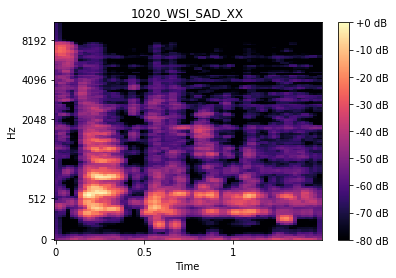 1020_WSI_SAD_XX
8192
4096
2048
1024
512
0
Hz
0
0.5
1
Time
+0 dB
-10 dB
-20 dB
-30 dB
-40 dB
-50 dB
-60 dB
-70 dB
-80 dB